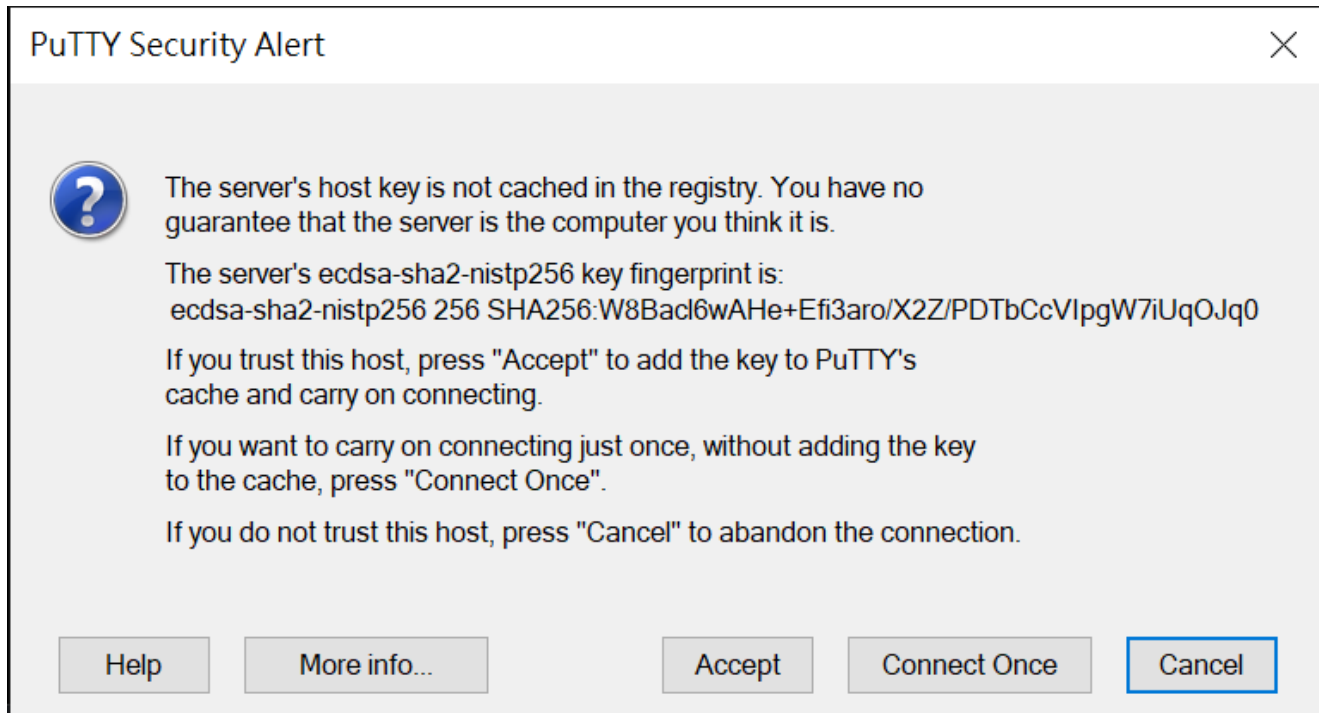 PuTTY Security Alert
The server's host key is not cached in the registry. You have no
guarantee that the server is the computer you think it is.
The server's ecdsa-sha2-nistp256 key fingerprint is:
ecdsa-sha2-nistp256 256 SHA256:W8Bacl6wAHe+Efi3aro/X2Z/PDTbCcVIpgW7iUqOJq0
If you trust this host, press "Accept" to add the key to PuTTY's
cache and carry on connecting.
If you want to carry on connecting just once, without adding the key
to the cache, press "Connect Once".
If you do not trust this host, press "Cancel" to abandon the connection.
Help More info... Accept Connect Once Cancel